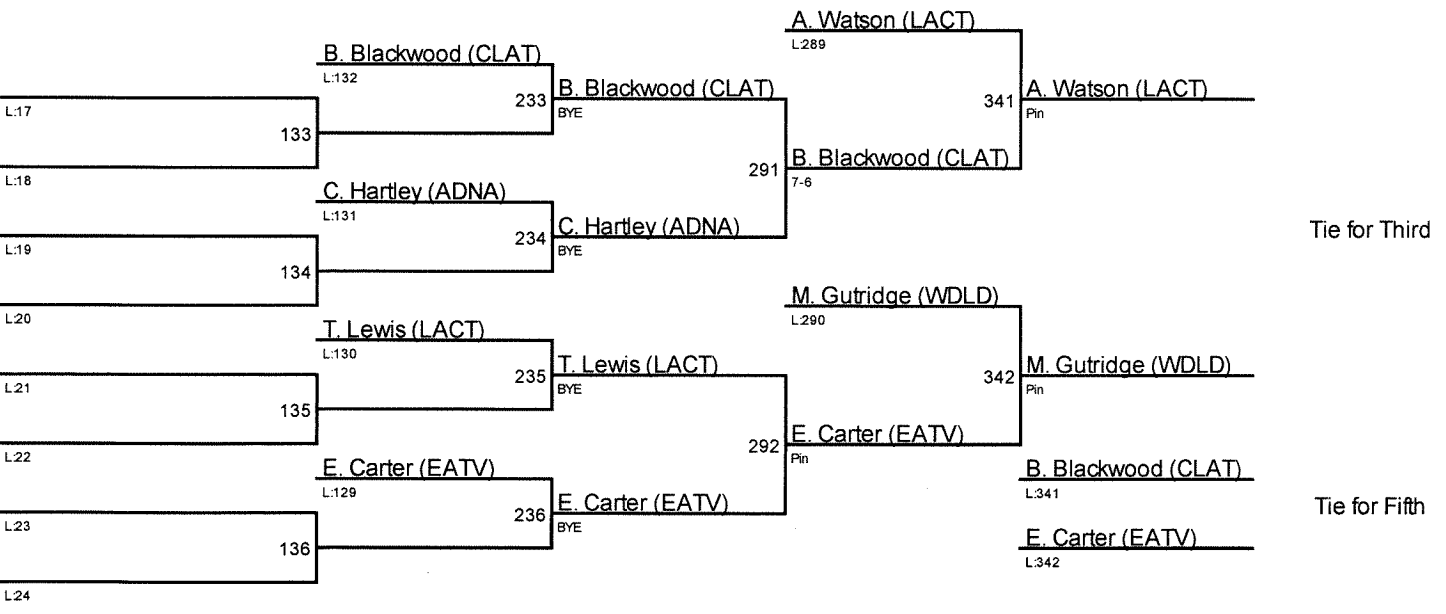 A. Watson (LACT)
L:289
B. Blackwood (CLAT)
L:132
233
B. Blackwood (CLAT)
BYE
341
A. Watson (LACT)
Pin
L:17
133
L:18
291
B. Blackwood (CLAT)
7-6
C. Hartley (ADNA)
L:131
234
C. Hartley (ADNA)
BYE
Tie for Third
L:19
134
L:20
M. Gutridge (WDLD)
L:290
T. Lewis (LACT)
L:130
235
T. Lewis (LACT)
BYE
342
M. Gutridge (WDLD)
Pin
L:21
135
L:22
292
E. Carter (EATV)
Pin
E. Carter (EATV)
L:129
236
E. Carter (EATV)
BYE
B. Blackwood (CLAT)
L:341
Tie for Fifth
L:23
136
E. Carter (EATV)
L:342
L:24